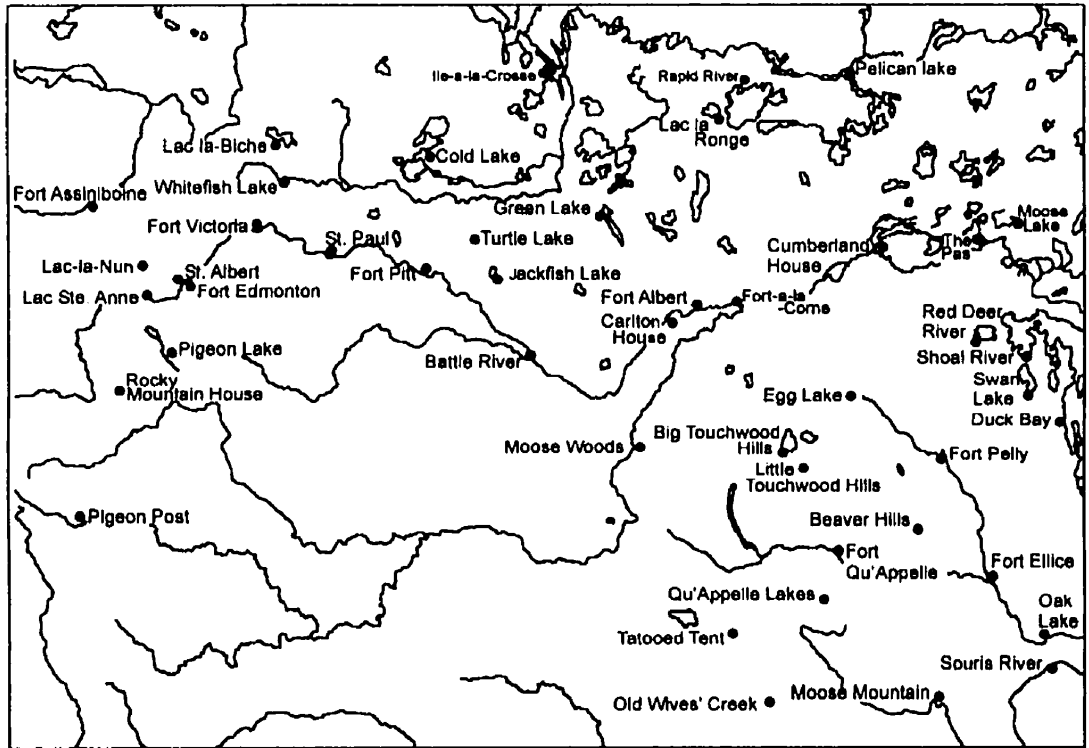 Ile-a-la-Crosse
Rapid River
Pelican lake
Lac la
Ronge
Lac la-Biche
Cold Lake
Whitefish Lake
Fort Assiniboine
Green Lake
Moose
Lake
Fort Victoria
St. Paul
Turtle Lake
Cumberland
House
The
Pas
Lac-la-Nun
St. Albert
Fort Edmonton
Fort Pitt
Jackfish Lake
Lac Ste. Anne
Fort Albert
Fort-a-la
-Corne
Carlton
House
Red Deer
River
Pigeon Lake
Battle River
Shoal River
Rocky
Mountain House
Egg Lake
Swan
Lake
Duck Bay
Moose Woods
Big Touchwood
Hills
Little
Touchwood Hills
Fort Pelly
Pigeon Post
Beaver Hills
Fort
Qu'Appelle
Fort Ellice
Qu'Appelle Lakes
Oak
Lake
Tatooed Tent
Souris River
Old Wives' Creek
Moose Mountain